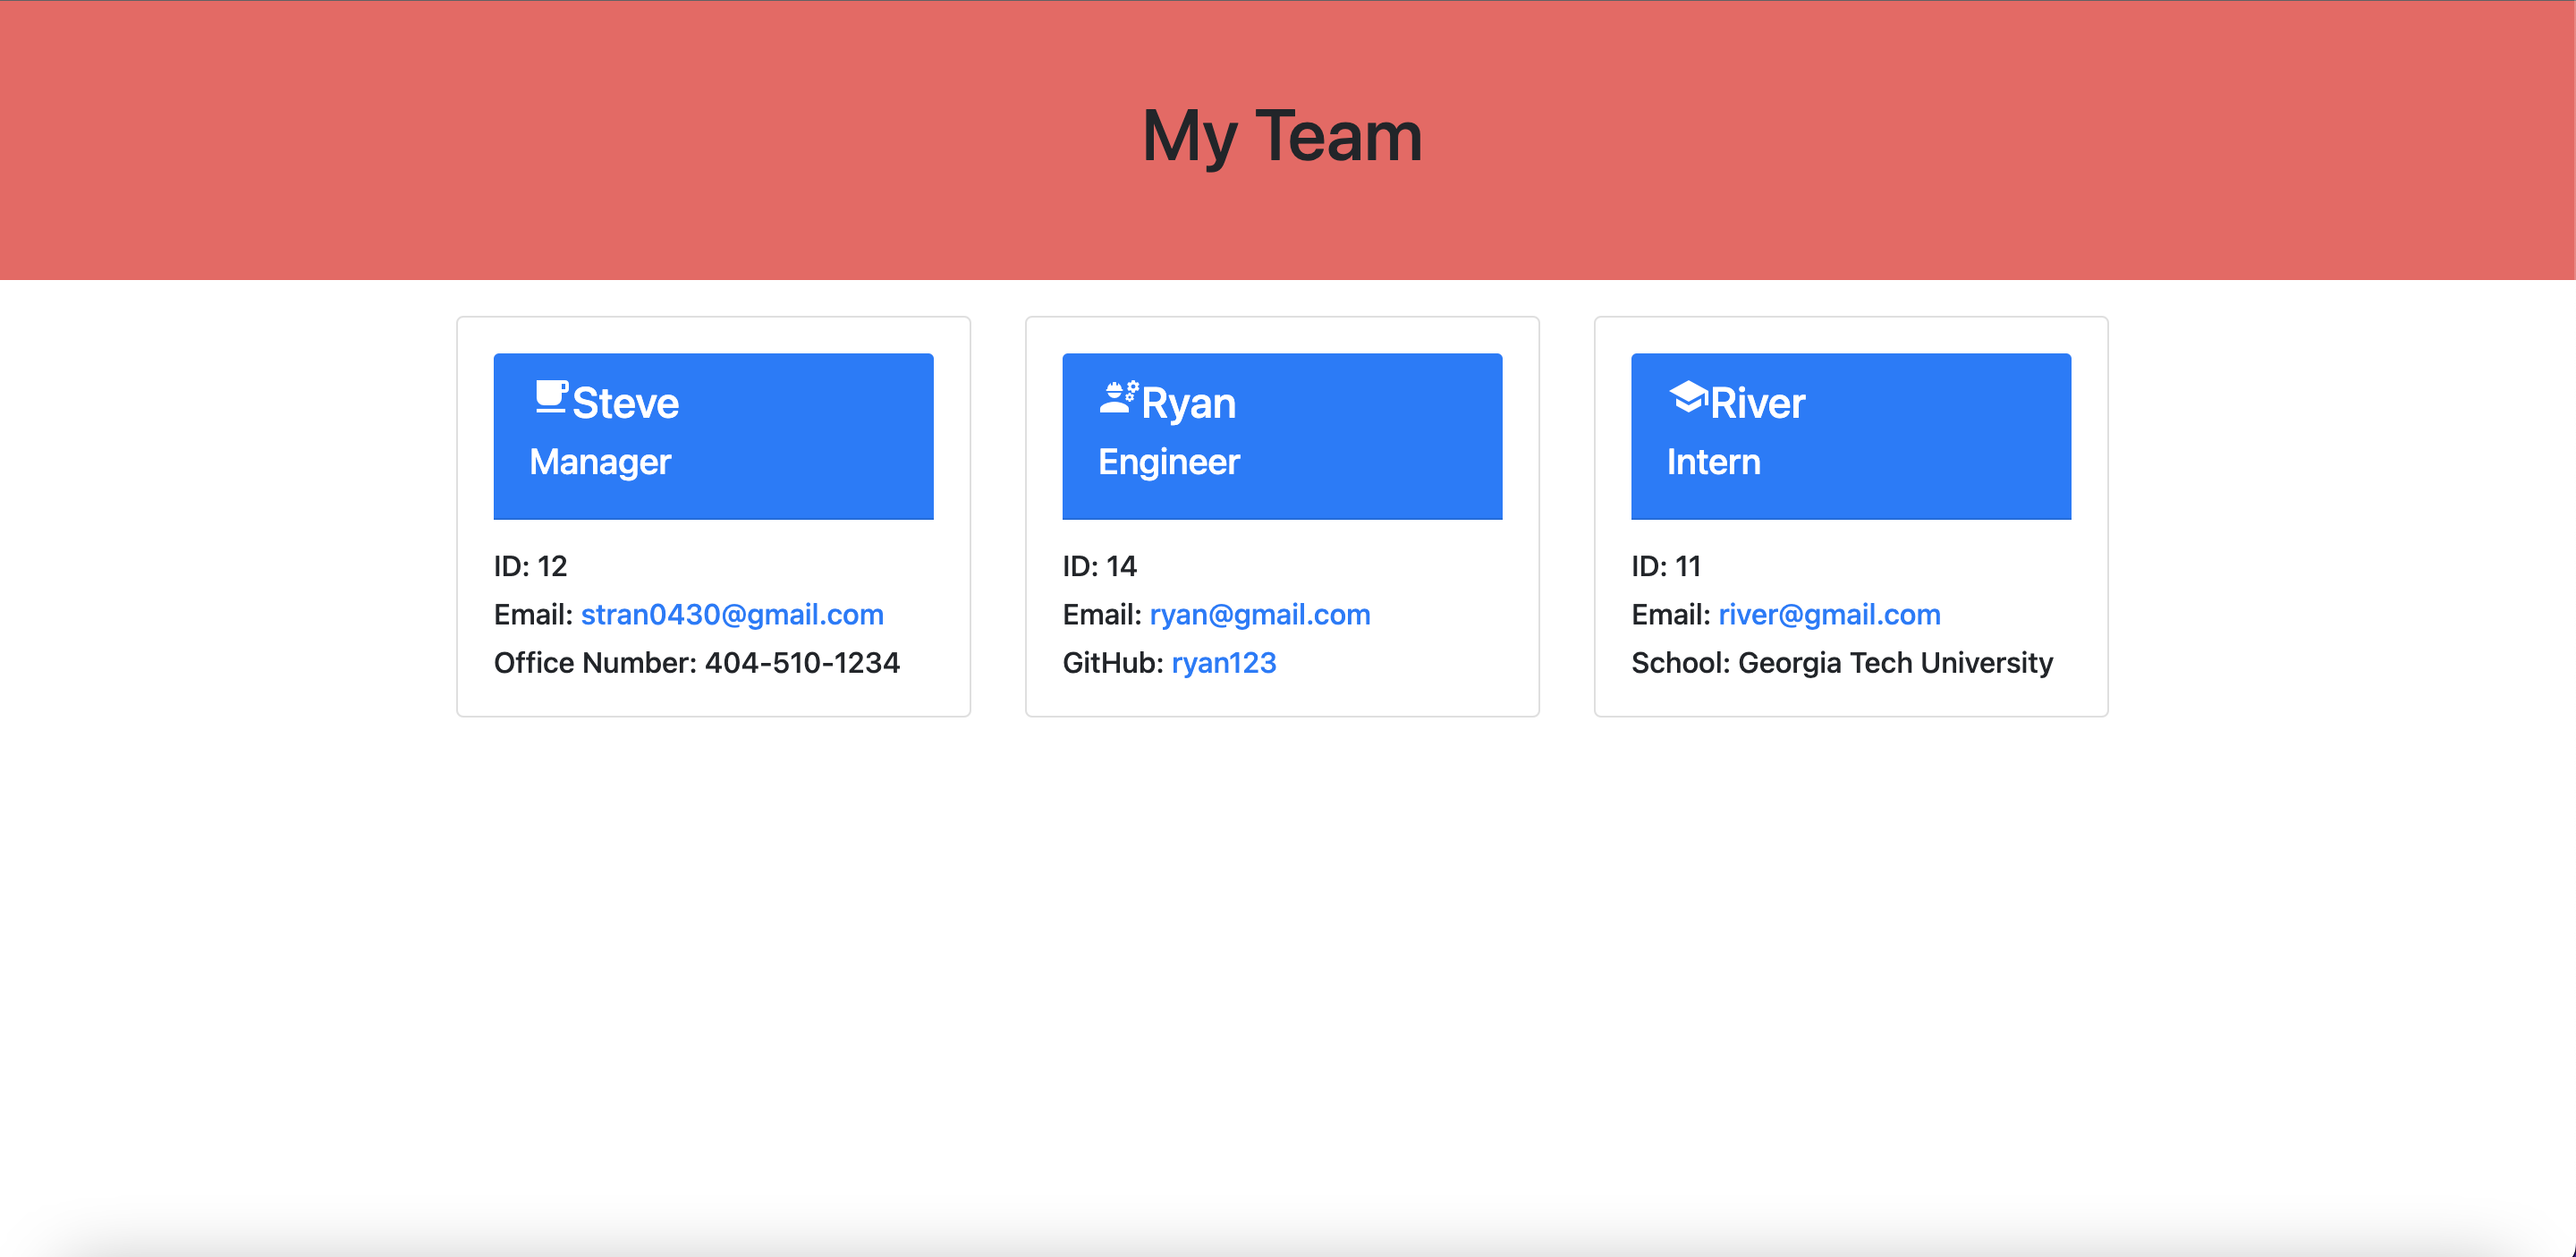 My Team
Steve
Manager
ID: 12
Email: stran0430@gmail.com
Office Number: 404-510-1234
Ryan
Engineer
ID: 14
Email: ryan@gmail.com
GitHub: ryan123
River
Intern
ID: 11
Email: river@gmail.com
School: Georgia Tech University